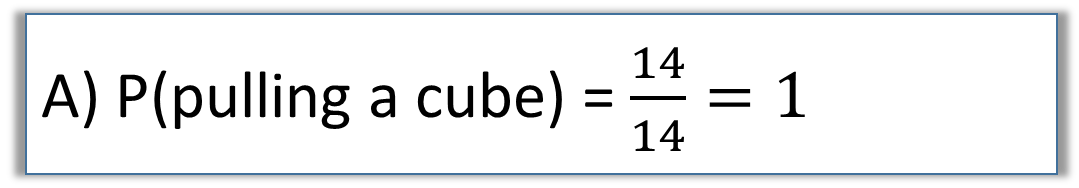 A) P(pulling a cube) = 14/14 = 1